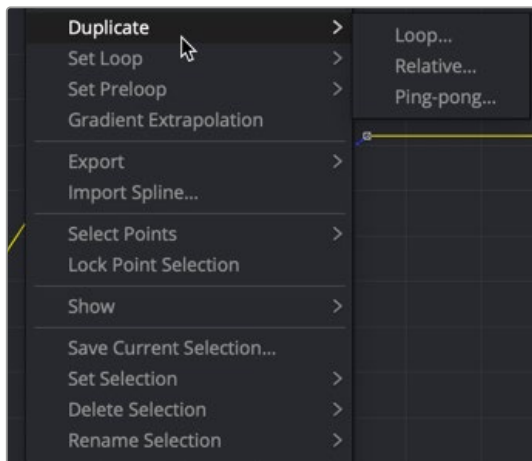 Duplicate
Set Loop
Set Preloop
Gradient Extrapolation
Export
Import Spline...
Select Points
Lock Point Selection
Show
Save Current Selection...
Set Selection
Delete Selection
Rename Selection
Loop...
Relative...
Ping-pong...